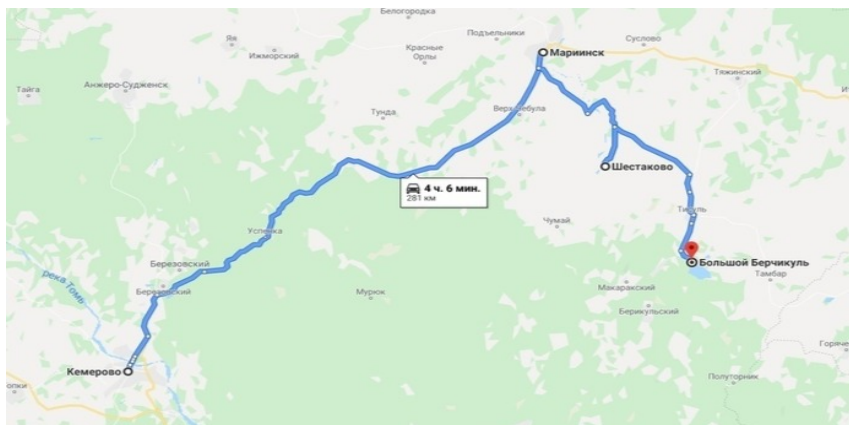 Белогородка
Подъельники
Суслово
Яя
Ижморский
Красные
Орлы
Мариинск
Тяжинский
Тайга
Анжеро-Судженск
Тунда
Верх-Чебула
Шестаково
4 ч. 6 мин.
281 км
Чумай
Тисуль
Успенка
Березовский
Большой Берчикуль
Тамбар
река Томь
Мурюк
Макаракский
Берикульский
Кемерово
Полуторник